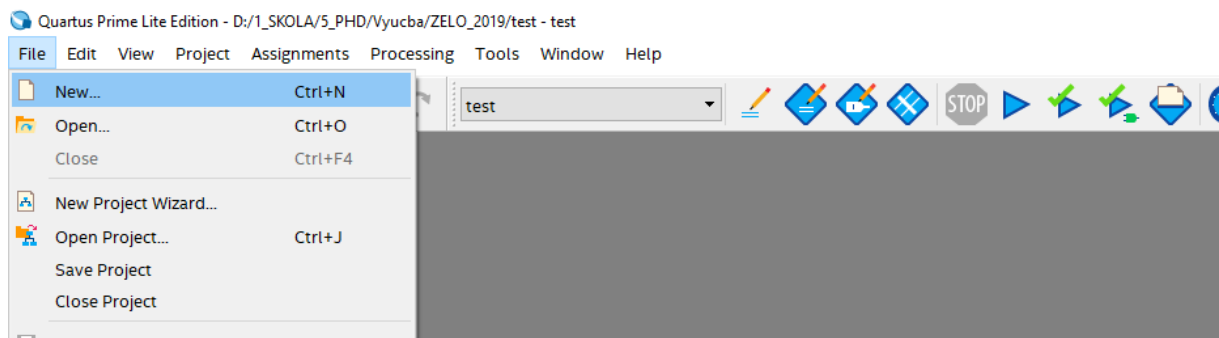 Quartus Prime Lite Edition - D:/1_SKOLA/5_PHD/Vyucba/ZELO_2019/test - test
File Edit View Project Assignments Processing Tools Window Help
New... Ctrl+N
test
STOP
Open... Ctrl+O
Close Ctrl+F4
New Project Wizard...
Open Project... Ctrl+J
Save Project
Close Project